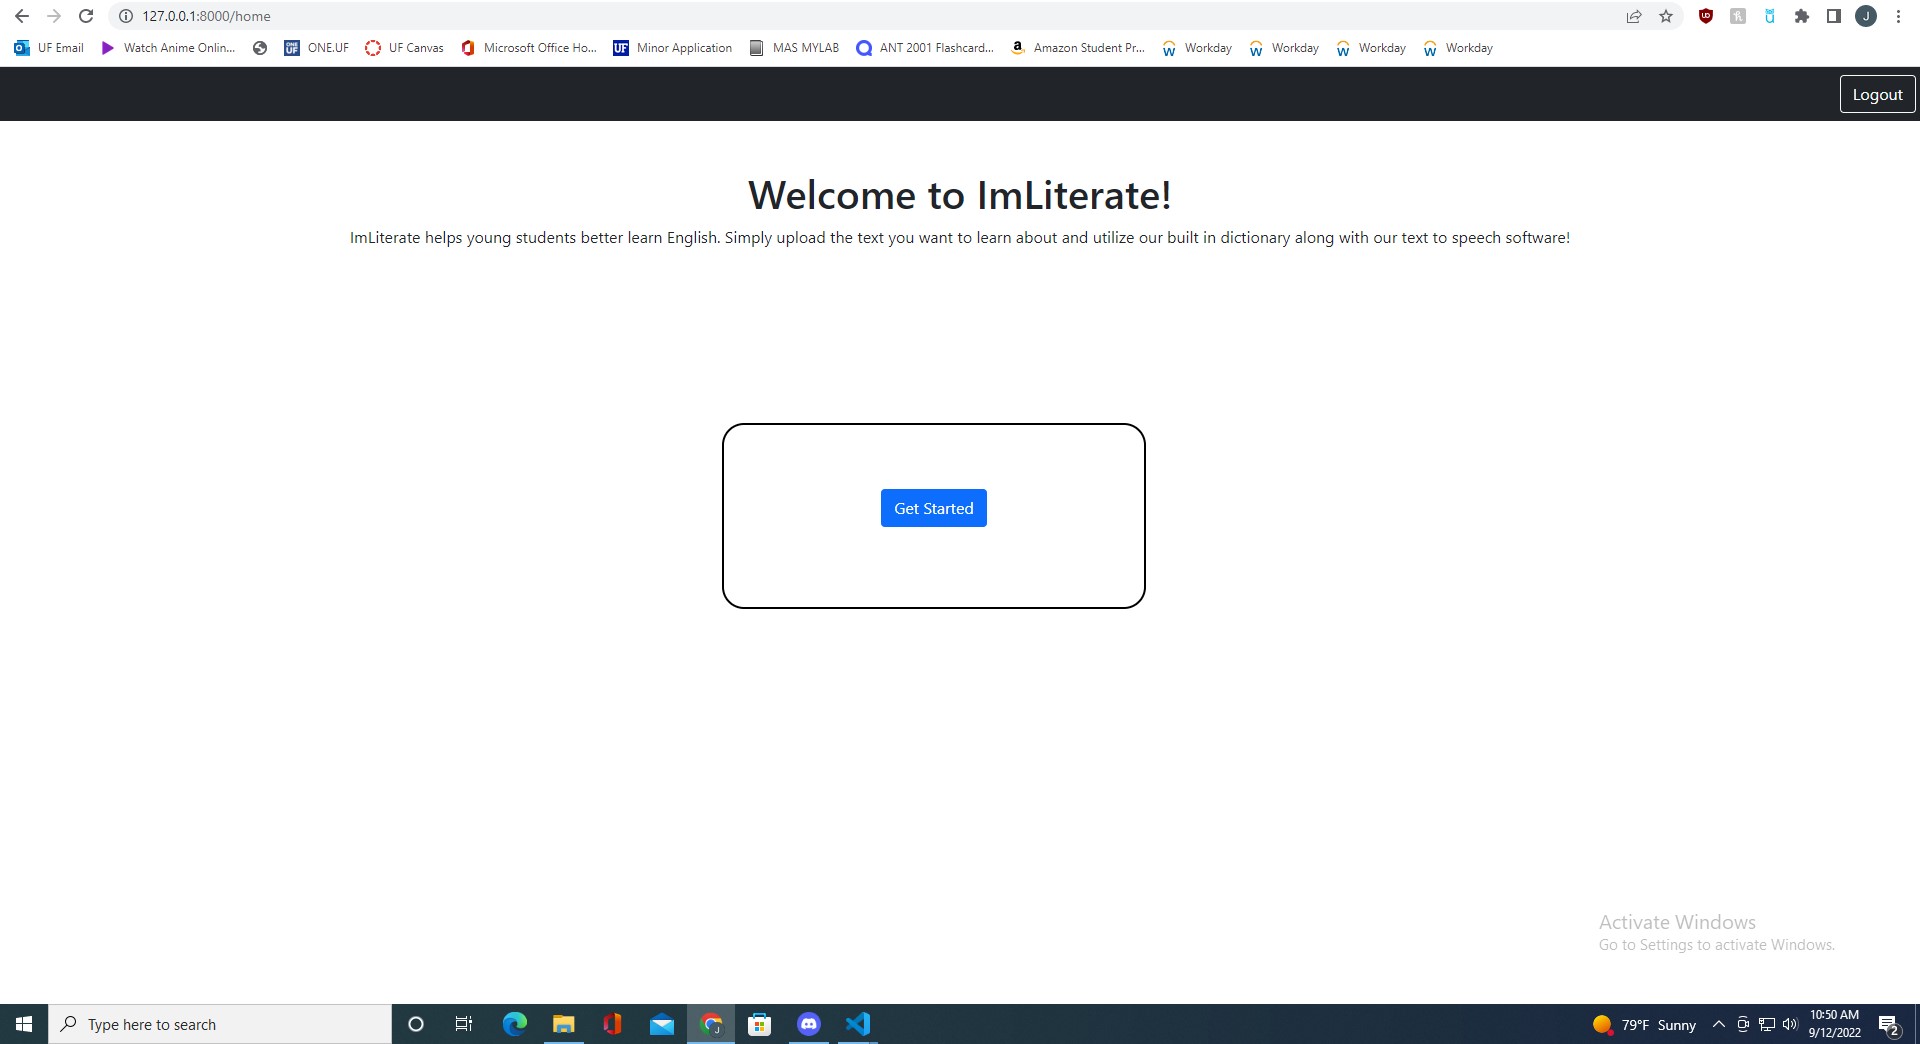 127.0.0.1:8000/home
J
UF Email
Watch Anime Onlin...
ONE.UF
UF Canvas
Microsoft Office Ho...
UF Minor Application
MAS MYLAB
ANT 2001 Flashcard...
a Amazon Student Pr...
W Workday
W Workday
W Workday
W Workday
Logout
Welcome to ImLiterate!
ImLiterate helps young students better learn English. Simply upload the text you want to learn about and utilize our built in dictionary along with our text to speech software!
Get Started
Activate Windows
Go to Settings to activate Windows.
Type here to search
79°F Sunny
10:50 AM
9/12/2022
2